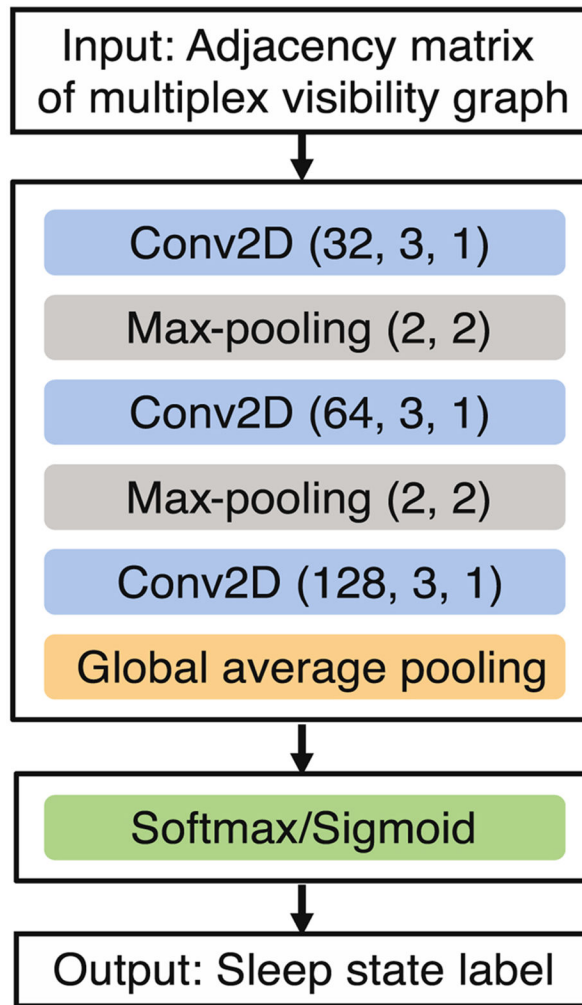 Input: Adjacency matrix
of multiplex visibility graph
Conv2D (32, 3, 1)
Max-pooling (2, 2)
Conv2D (64, 3, 1)
Max-pooling (2, 2)
Conv2D (128, 3, 1)
Global average pooling
Softmax/Sigmoid
Output: Sleep state label